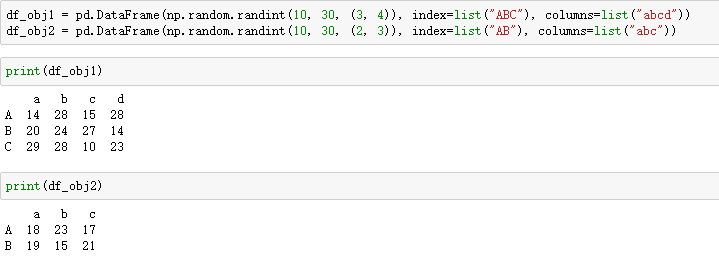 df_obj1 = pd.DataFrame(np.random.randint(10, 30, (3, 4)), index=list("ABC"), columns=list("abcd"))
df_obj2 = pd.DataFrame(np.random.randint(10, 30, (2, 3)), index=list("AB"), columns=list("abc"))
print(df_obj1)
a b c d
A 14 28 15 28
B 20 24 27 14
C 29 28 10 23
print(df_obj2)
a b c
A 18 23 17
B 19 15 21